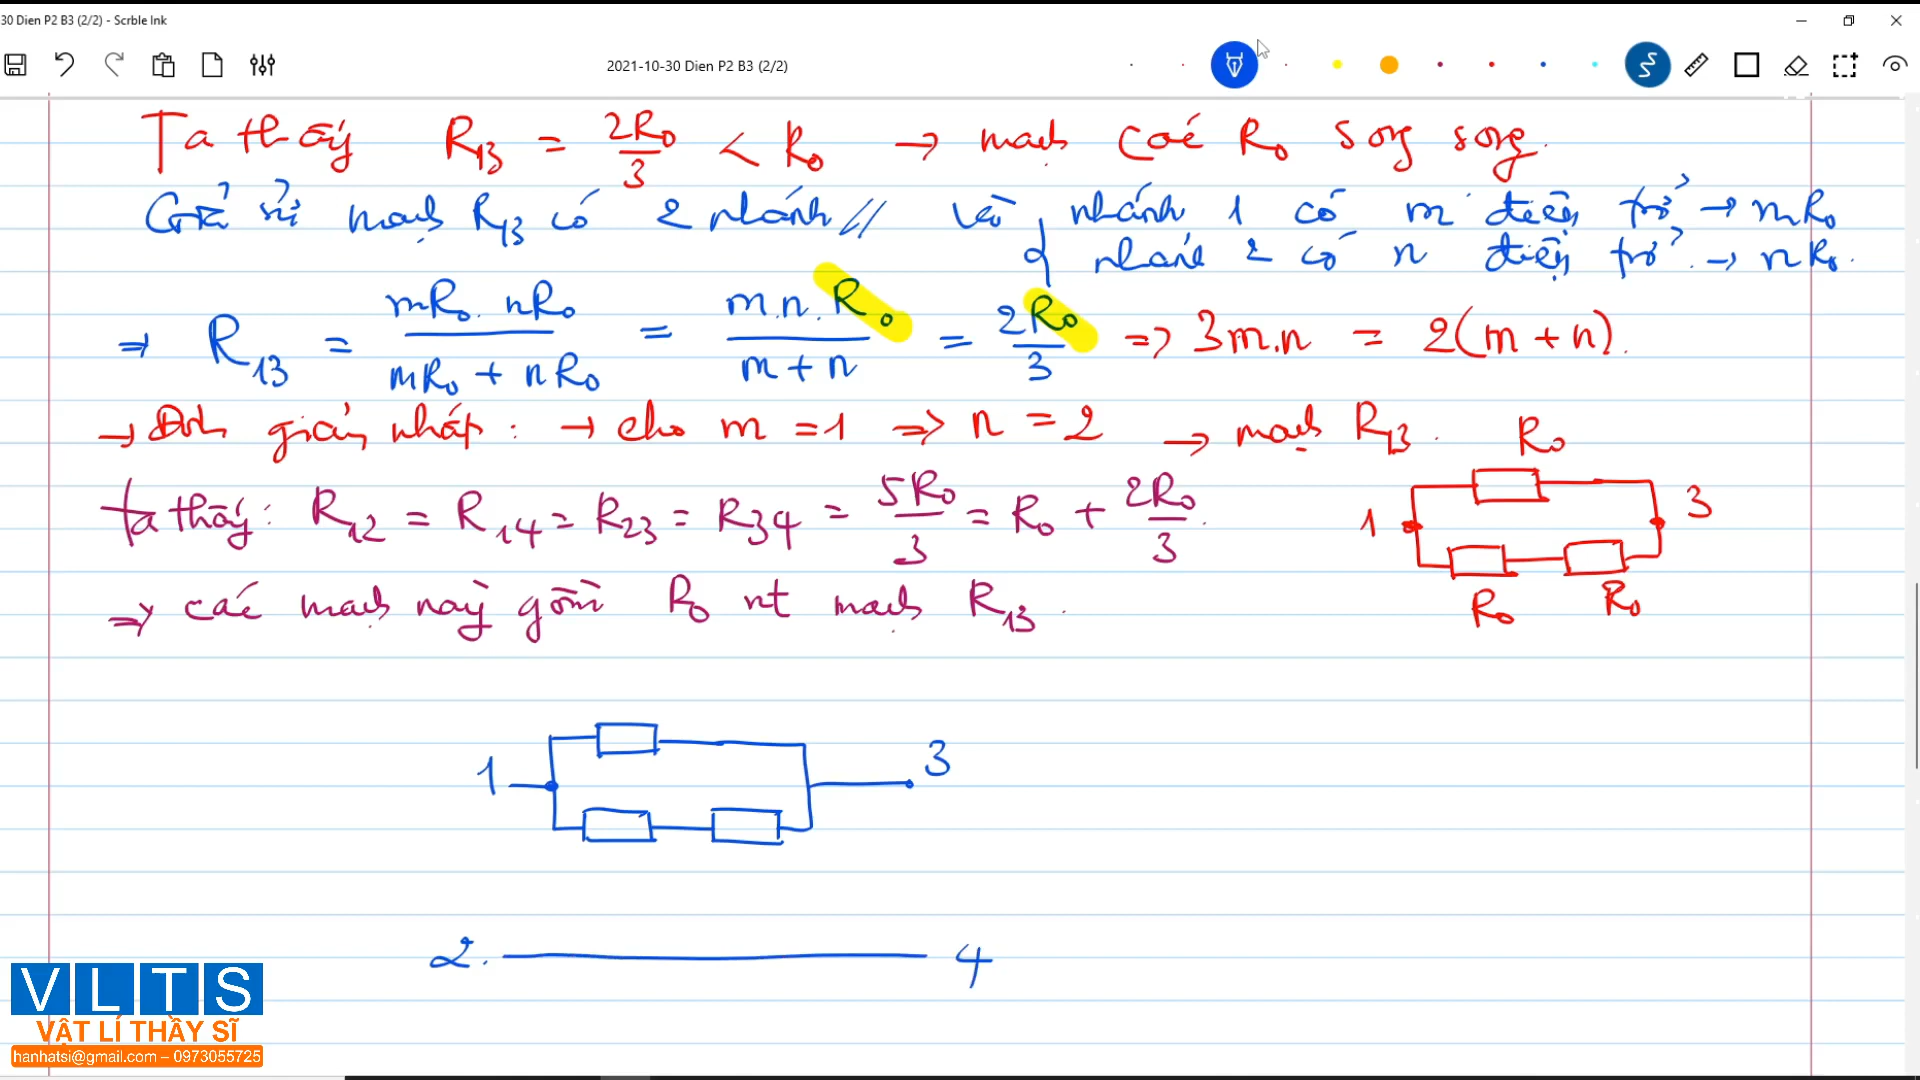 30 Dien P2 B3 (2/2) - Scrble Ink
2021-10-30 Dien P2 B3 (2/2)
Ta thấy R₁₃ = 2R₀/3 < R₀ → mạch các R₀ song song.
Giả sử mạch R₁₃ có 2 nhánh // và { nhánh 1 có m điện trở → mR₀
nhánh 2 có n điện trở → nR₀.
⇒ R₁₃ = (mR₀ . nR₀)/(mR₀ + nR₀) = (m.n.R₀)/(m + n) = 2R₀/3 => 3m.n = 2(m + n).
→ Đơn giản nhất: → cho m = 1 => n = 2 → mạch R₁₃.
Ta thấy: R₁₂ = R₁₄ = R₂₃ = R₃₄ = 5R₀/3 = R₀ + 2R₀/3.
=> các mạch này gồm R₀ nt mạch R₁₃.
R₀
1 3
R₀ R₀
1 3
2. 4
VLTS
VẬT LÍ THẦY SĨ
hanhatsi@gmail.com – 0973055725